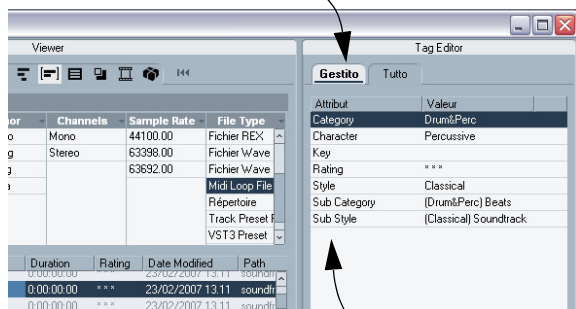 Viewer
Tag Editor
Gestito Tutto
Attribut Valeur
Category Drum&Perc
Character Percussive
Key
Rating ***
Style Classical
Sub Category (Drum&Perc) Beats
Sub Style (Classical) Soundtrack
or Channels Sample Rate File Type
o Mono 44100.00 Fichier REX
g Stereo 63398.00 Fichier Wave
g 63692.00 Fichier Wave
a Midi Loop File
Répertoire
Track Preset F
VST3 Preset
Duration Rating Date Modified Path
0:00:00:00 *** 23/02/2007 13.11 soundfr
0:00:00:00 *** 23/02/2007 13.11 soundfr
0:00:00:00 *** 23/02/2007 13.11 soundfr